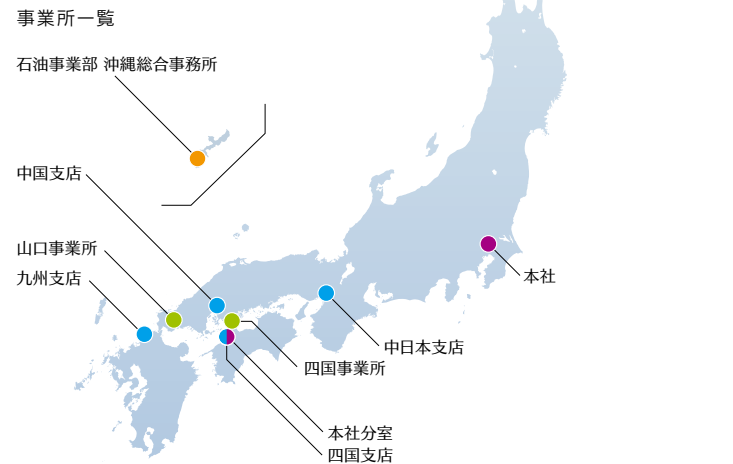 事業所一覧
石油事業部 沖縄総合事務所
中国支店
山口事業所
九州支店
本社
中日本支店
四国事業所
本社分室
四国支店